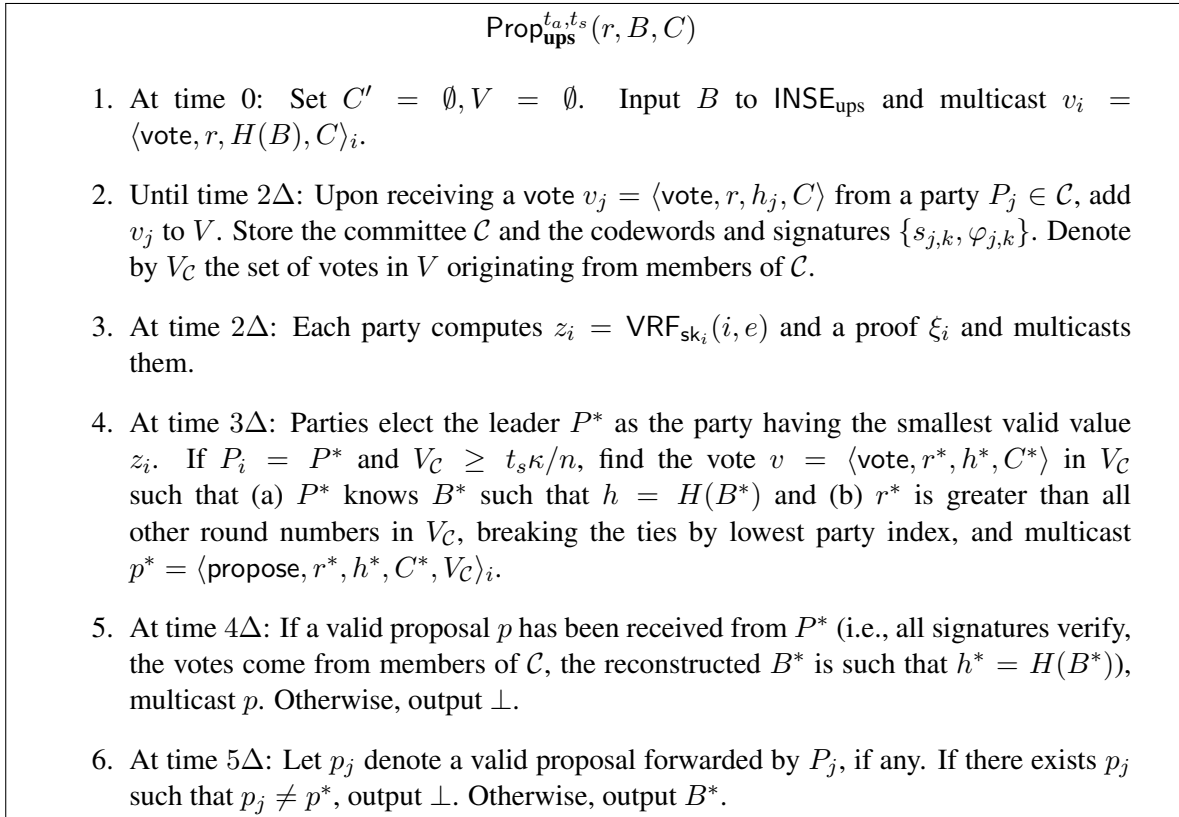 Prop^{t_a,t_s}_{ups}(r, B, C)
1. At time 0: Set C′ = ∅, V = ∅. Input B to INSE_{ups} and multicast v_i =
⟨vote, r, H(B), C⟩_i.
2. Until time 2Δ: Upon receiving a vote v_j = ⟨vote, r, h_j, C⟩ from a party P_j ∈ 𝒞, add
v_j to V. Store the committee 𝒞 and the codewords and signatures {s_{j,k}, φ_{j,k}}. Denote
by V_𝒞 the set of votes in V originating from members of 𝒞.
3. At time 2Δ: Each party computes z_i = VRF_{sk_i}(i, e) and a proof ξ_i and multicasts
them.
4. At time 3Δ: Parties elect the leader P* as the party having the smallest valid value
z_i. If P_i = P* and V_𝒞 ≥ t_sκ/n, find the vote v = ⟨vote, r*, h*, C*⟩ in V_𝒞
such that (a) P* knows B* such that h = H(B*) and (b) r* is greater than all
other round numbers in V_𝒞, breaking the ties by lowest party index, and multicast
p* = ⟨propose, r*, h*, C*, V_𝒞⟩_i.
5. At time 4Δ: If a valid proposal p has been received from P* (i.e., all signatures verify,
the votes come from members of 𝒞, the reconstructed B* is such that h* = H(B*)),
multicast p. Otherwise, output ⊥.
6. At time 5Δ: Let p_j denote a valid proposal forwarded by P_j, if any. If there exists p_j
such that p_j ≠ p*, output ⊥. Otherwise, output B*.